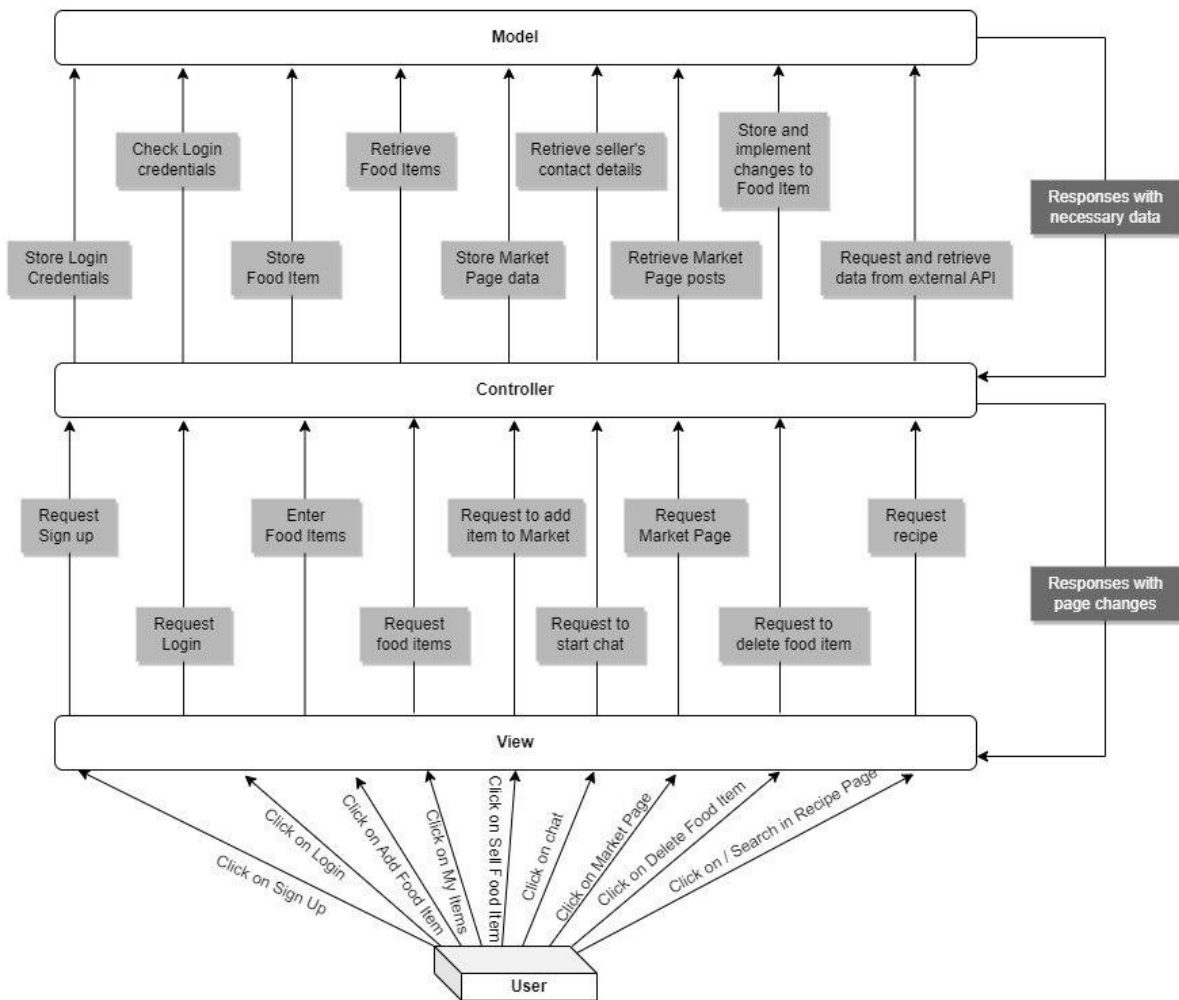 Model
Check Login
credentials
Retrieve
Food Items
Retrieve seller's
contact details
Store and
implement
changes to
Food Item
Responses with
necessary data
Store Login
Credentials
Store
Food Item
Store Market
Page data
Retrieve Market
Page posts
Request and retrieve
data from external API
Controller
Request
Sign up
Enter
Food Items
Request to add
item to Market
Request
Market Page
Request
recipe
Responses with
page changes
Request
Login
Request
food items
Request to
start chat
Request to
delete food item
View
Click on Sign Up
Click on Login
Click on Add Food Item
Click on My Items
Click on Sell Food Item
Click on chat
Click on Market Page
Click on Delete Food Item
Click on / Search in Recipe Page
User